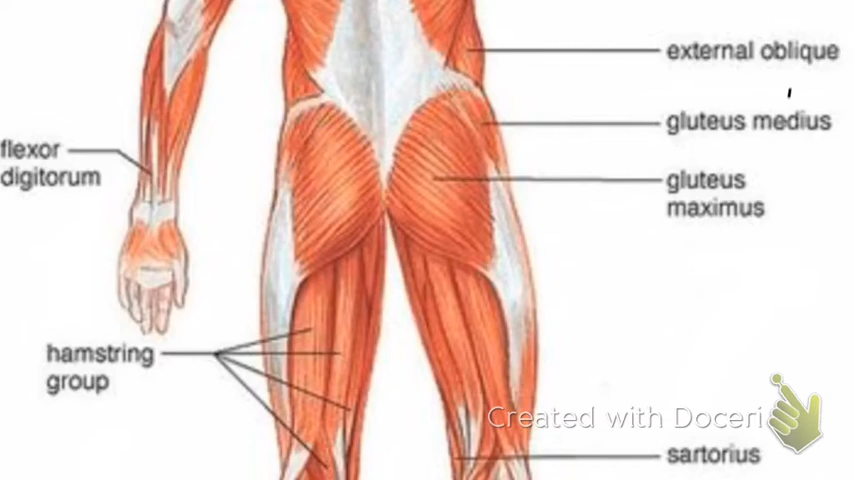 external oblique
gluteus medius
flexor
digitorum
gluteus
maximus
hamstring
group
Created with Doceri
sartorius